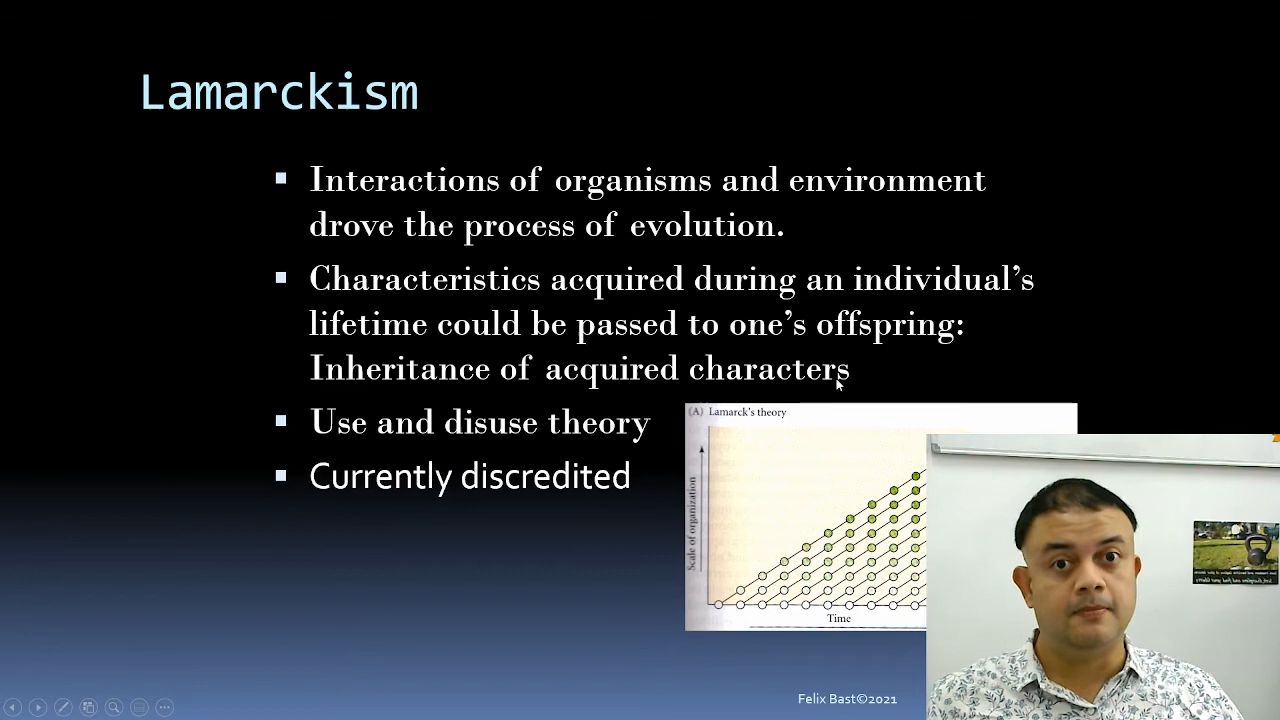 Lamarckism
Interactions of organisms and environment
drove the process of evolution.
Characteristics acquired during an individual’s
lifetime could be passed to one’s offspring:
Inheritance of acquired characters
Use and disuse theory
Currently discredited
(A) Lamarck's theory
Scale of organization
Time
Felix Bast©2021